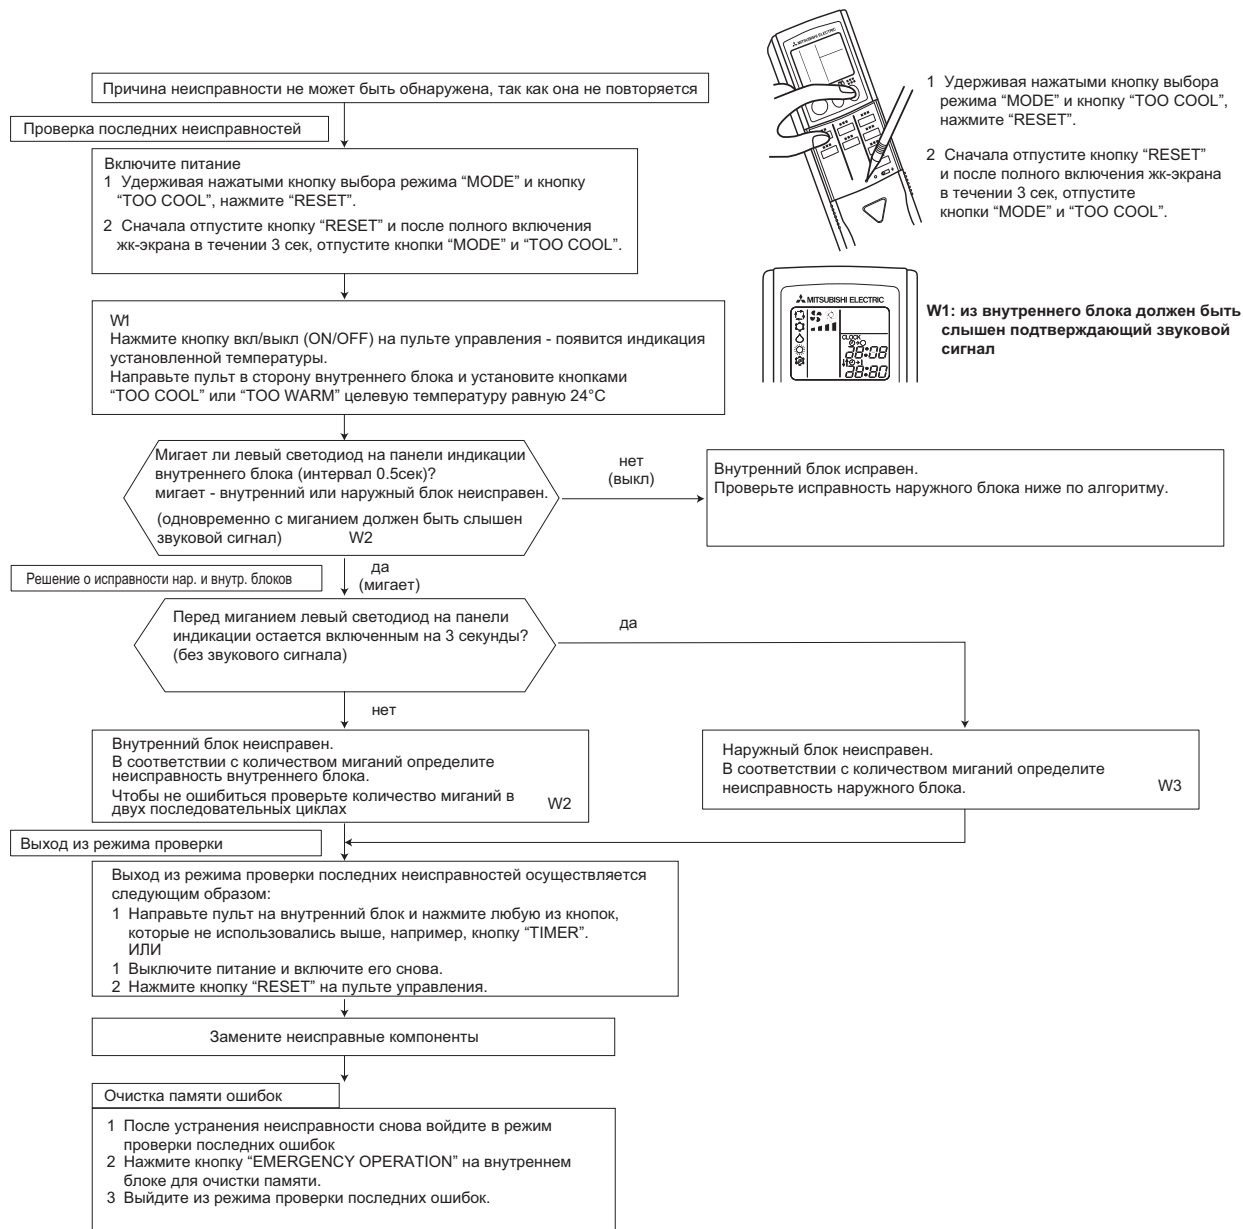 Причина неисправности не может быть обнаружена, так как она не повторяется
Проверка последних неисправностей
Включите питание
1 Удерживая нажатыми кнопку выбора режима “MODE” и кнопку
“TOO COOL”, нажмите “RESET”.
2 Сначала отпустите кнопку “RESET” и после полного включения
жк-экрана в течении 3 сек, отпустите кнопки “MODE” и “TOO COOL”.
MITSUBISHI ELECTRIC
1 Удерживая нажатыми кнопку выбора
режима “MODE” и кнопку “TOO COOL”,
нажмите “RESET”.
2 Сначала отпустите кнопку “RESET”
и после полного включения жк-экрана
в течении 3 сек, отпустите
кнопки “MODE” и “TOO COOL”.
MITSUBISHI ELECTRIC
CLOCK
88:08
88:80
W1: из внутреннего блока должен быть
слышен подтверждающий звуковой
сигнал
W1
Нажмите кнопку вкл/выкл (ON/OFF) на пульте управления - появится индикация
установленной температуры.
Направьте пульт в сторону внутреннего блока и установите кнопками
“TOO COOL” или “TOO WARM” целевую температуру равную 24°C
Мигает ли левый светодиод на панели индикации
внутреннего блока (интервал 0.5сек)?
мигает - внутренний или наружный блок неисправен.
(одновременно с миганием должен быть слышен
звуковой сигнал) W2
нет
(выкл)
Внутренний блок исправен.
Проверьте исправность наружного блока ниже по алгоритму.
да
(мигает)
Решение о исправности нар. и внутр. блоков
Перед миганием левый светодиод на панели
индикации остается включенным на 3 секунды?
(без звукового сигнала)
да
нет
Внутренний блок неисправен.
В соответствии с количеством миганий определите
неисправность внутреннего блока.
Чтобы не ошибиться проверьте количество миганий в
двух последовательных циклах W2
Наружный блок неисправен.
В соответствии с количеством миганий определите
неисправность наружного блока. W3
Выход из режима проверки
Выход из режима проверки последних неисправностей осуществляется
следующим образом:
1 Направьте пульт на внутренний блок и нажмите любую из кнопок,
которые не использовались выше, например, кнопку “TIMER”.
ИЛИ
1 Выключите питание и включите его снова.
2 Нажмите кнопку “RESET” на пульте управления.
Замените неисправные компоненты
Очистка памяти ошибок
1 После устранения неисправности снова войдите в режим
проверки последних ошибок
2 Нажмите кнопку “EMERGENCY OPERATION” на внутреннем
блоке для очистки памяти.
3 Выйдите из режима проверки последних ошибок.